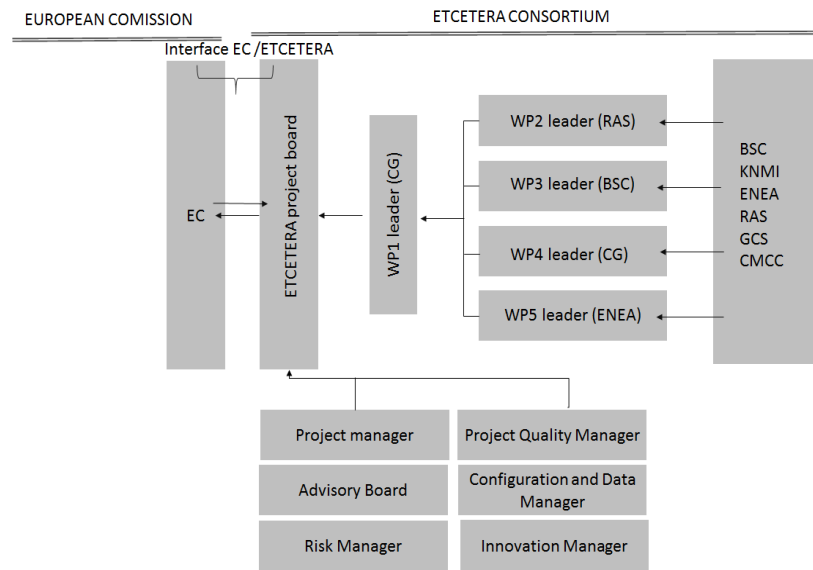 EUROPEAN COMISSION
ETCETERA CONSORTIUM
Interface EC /ETCETERA
EC
ETCETERA project board
WP1 leader (CG)
WP2 leader (RAS)
WP3 leader (BSC)
WP4 leader (CG)
WP5 leader (ENEA)
BSC
KNMI
ENEA
RAS
GCS
CMCC
Project manager
Project Quality Manager
Advisory Board
Configuration and Data
Manager
Risk Manager
Innovation Manager